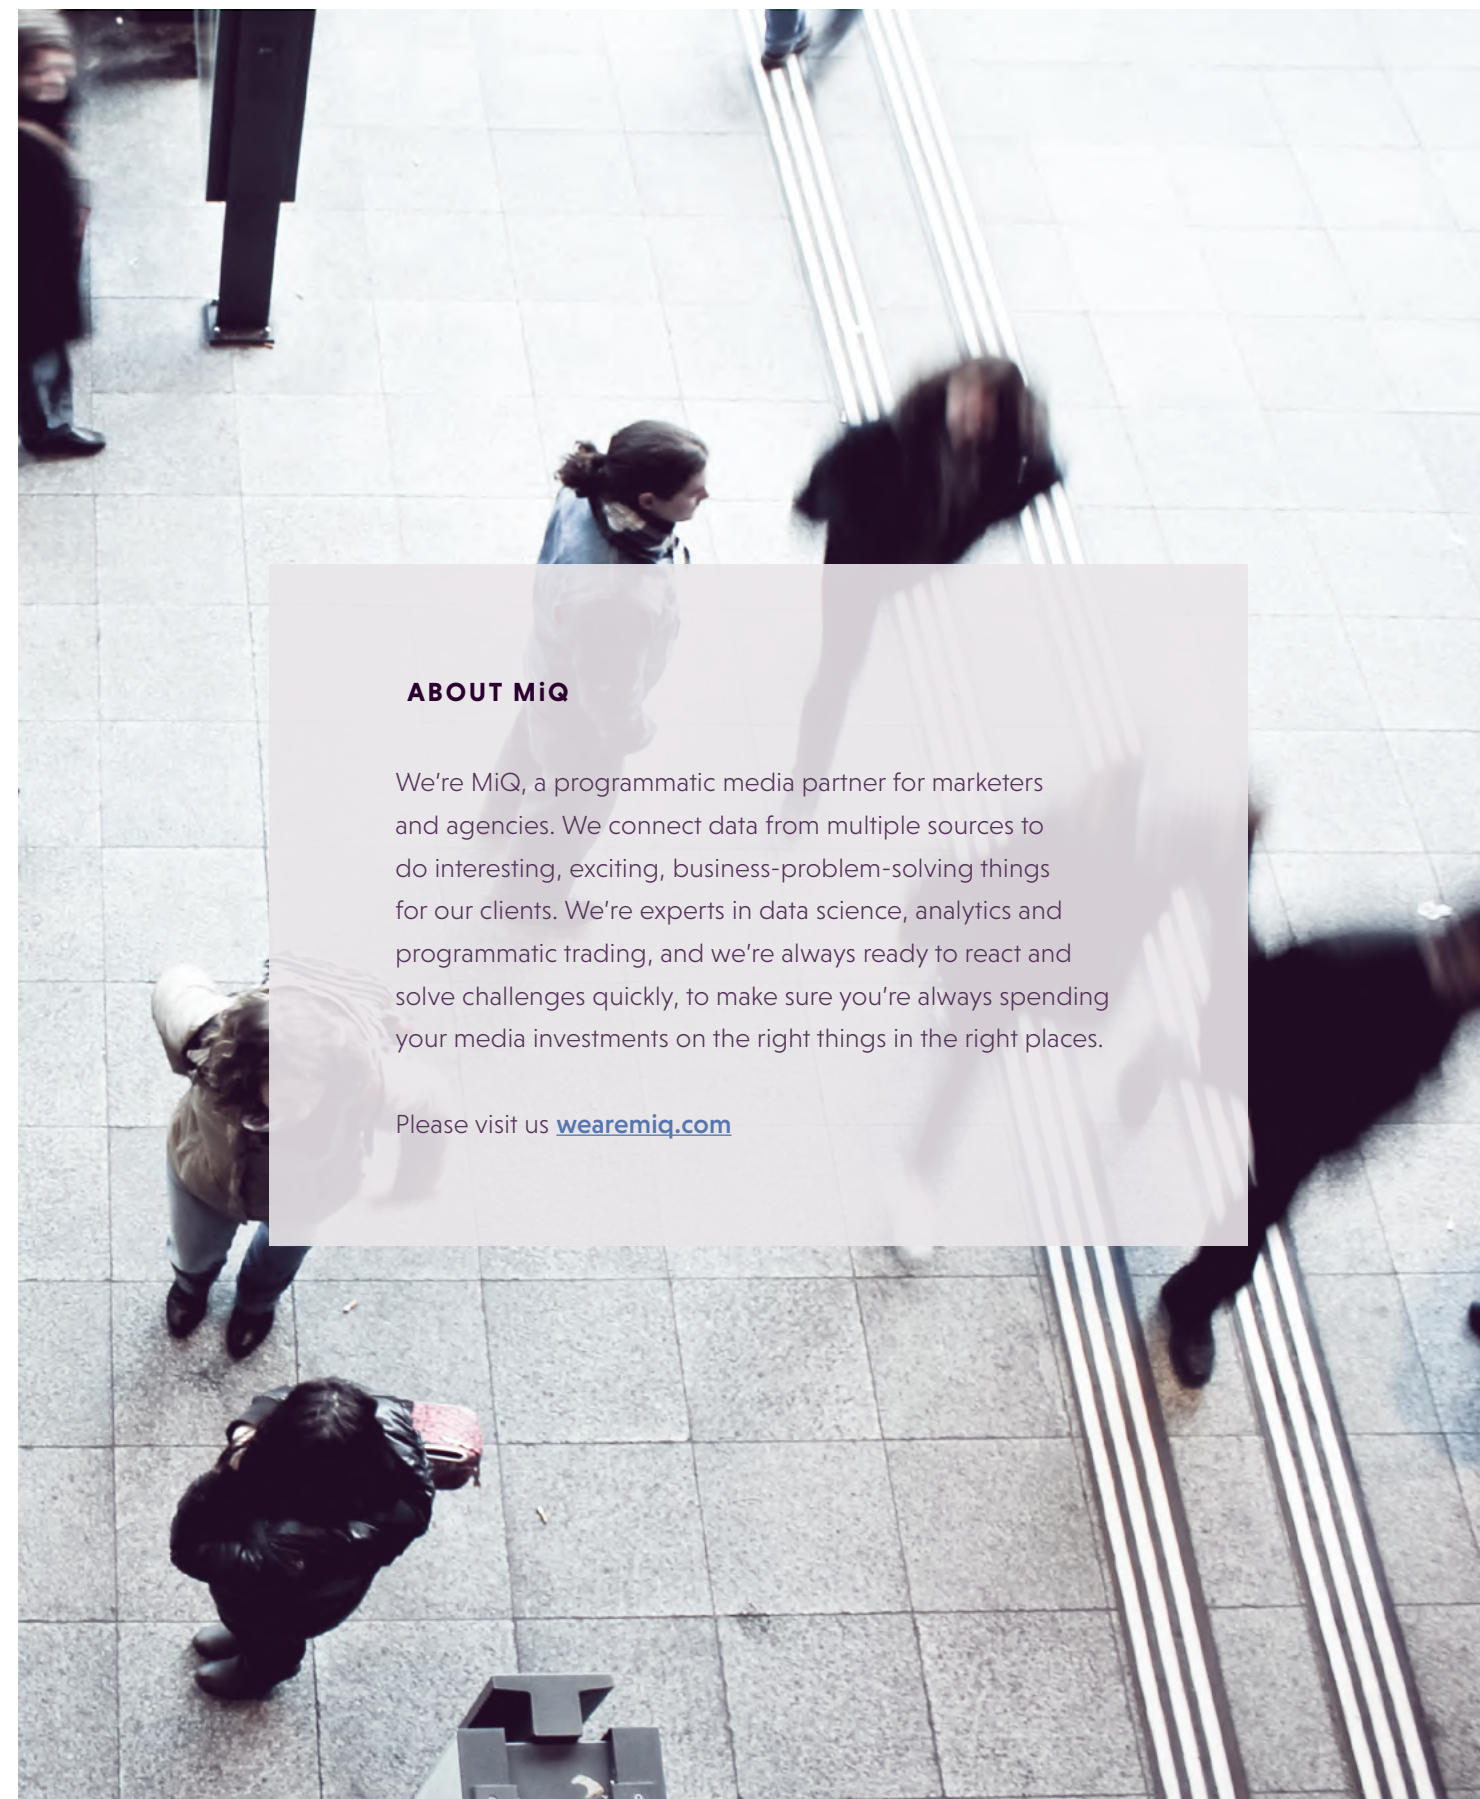 ABOUT MiQ
We’re MiQ, a programmatic media partner for marketers
and agencies. We connect data from multiple sources to
do interesting, exciting, business-problem-solving things
for our clients. We’re experts in data science, analytics and
programmatic trading, and we’re always ready to react and
solve challenges quickly, to make sure you’re always spending
your media investments on the right things in the right places.
Please visit us wearemiq.com